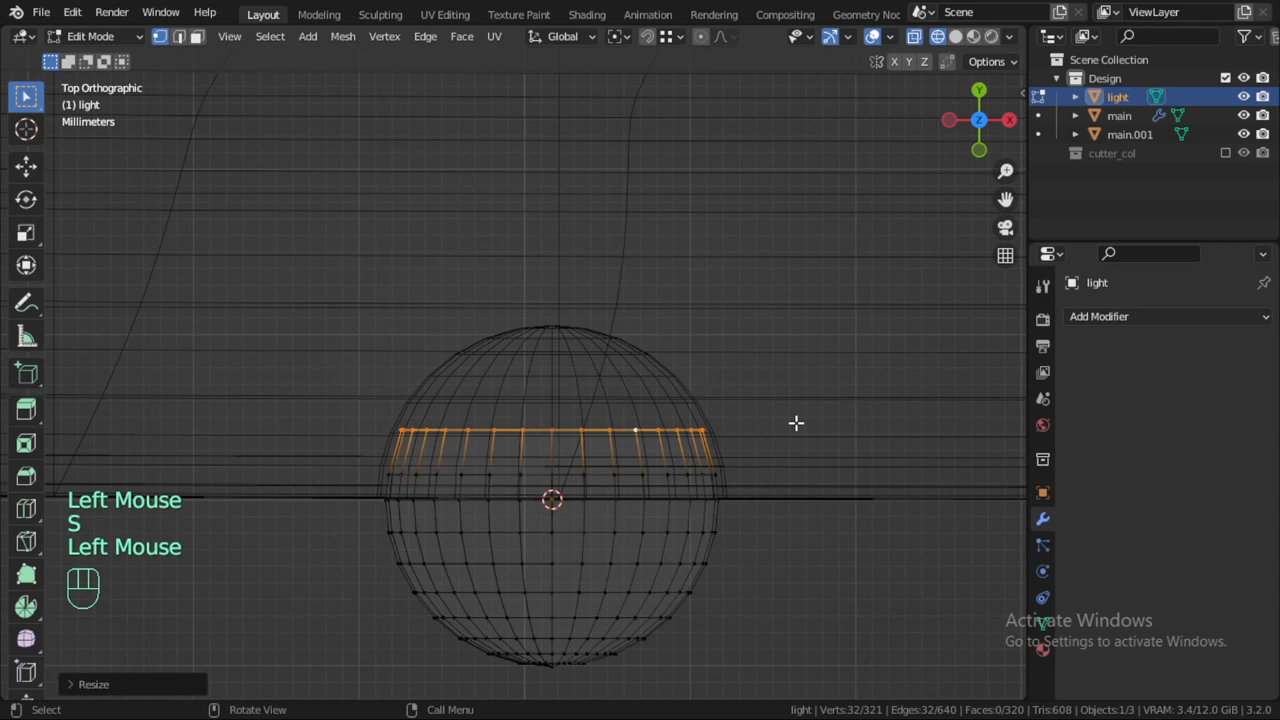 File Edit Render Window Help Layout Modeling Sculpting UV Editing Texture Paint Shading Animation Rendering Compositing Geometry Noc Scene ViewLayer
Edit Mode View Select Add Mesh Vertex Edge Face UV Global
X Y Z Options
Top Orthographic
(1) light
Millimeters
Y
Z
X
Scene Collection
Design
light
main
main.001
cutter_col
light
Add Modifier
Left Mouse
S
Left Mouse
Resize
Activate Windows
Go to Settings to activate Windows.
Select Rotate View Call Menu light | Verts:32/321 | Edges:32/640 | Faces:0/320 | Tris:608 | Objects:1/3 | VRAM: 3.4/12.0 GiB | 3.2.0